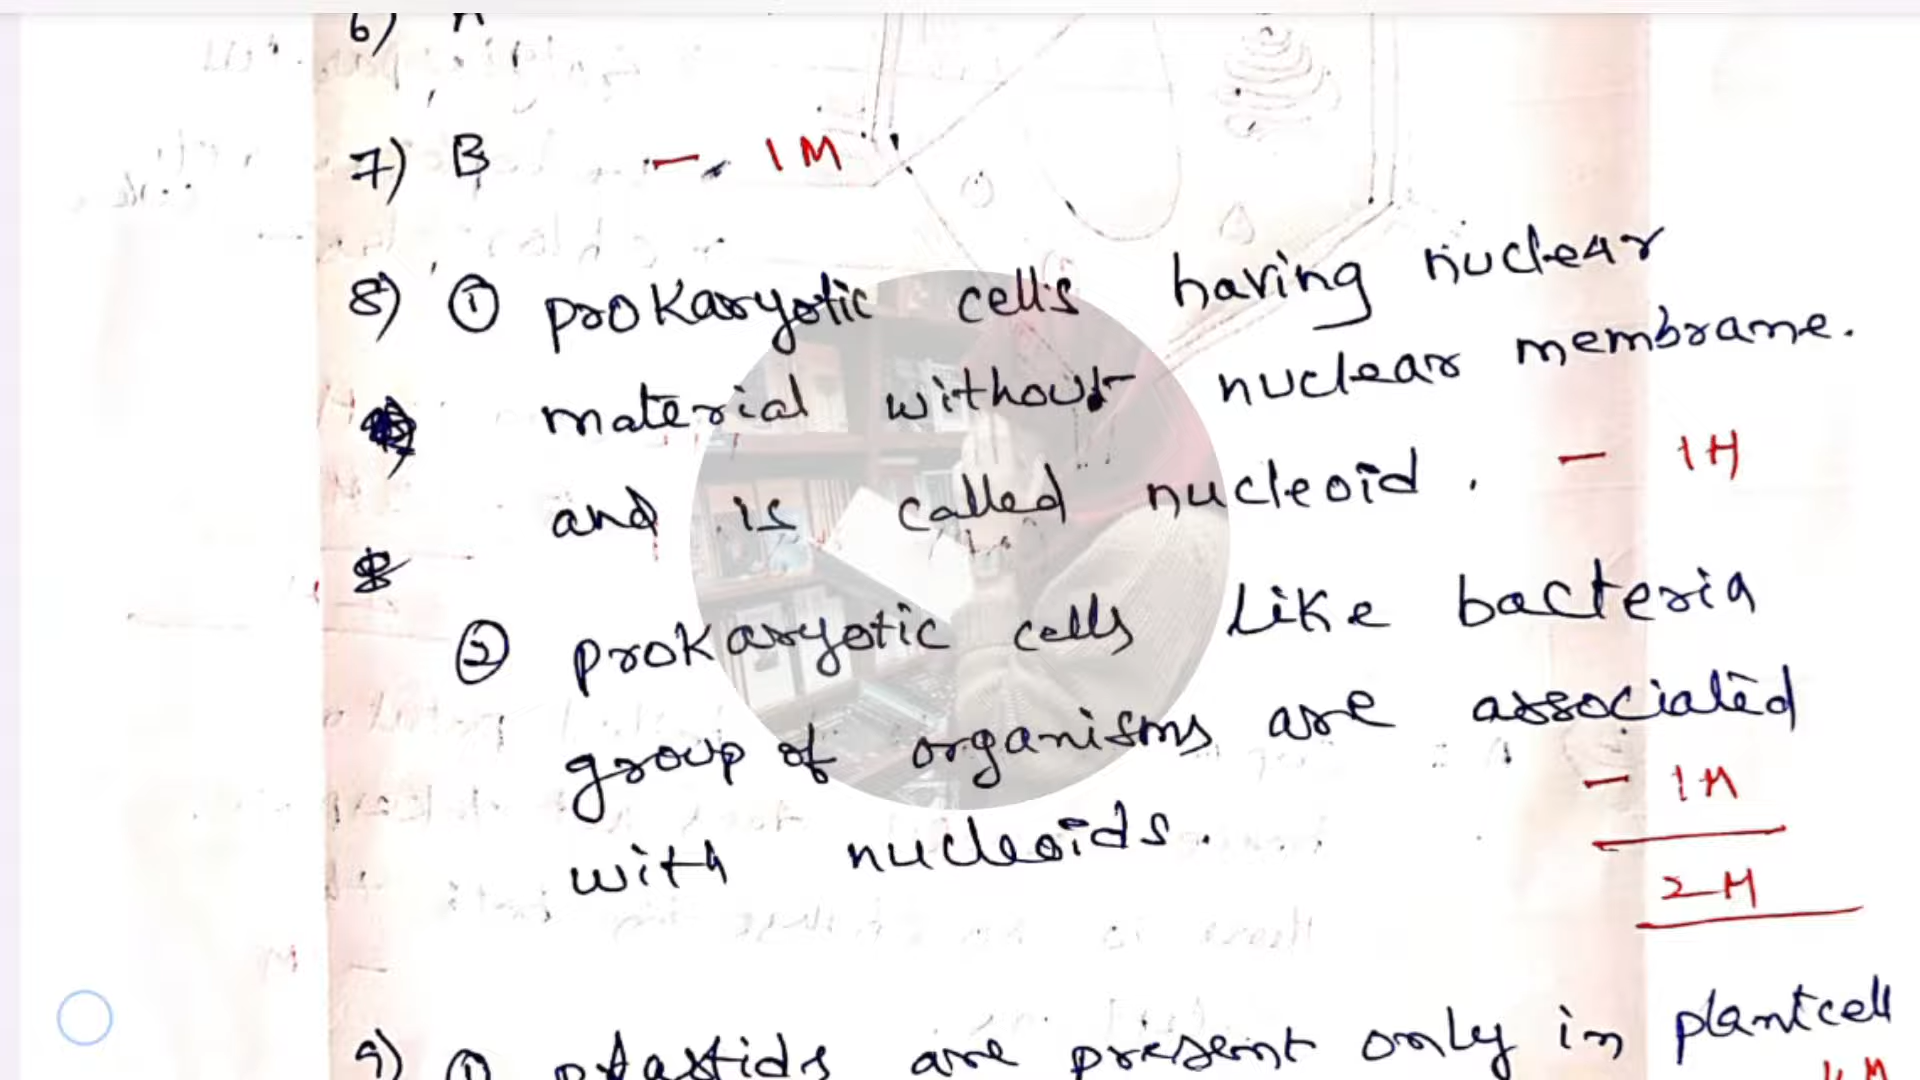 6) A
7) B - 1M
8) ① prokaryotic cells having nuclear
material without nuclear membrane.
and is called nucleoid. - 1M
② prokaryotic cells like bacteria
group of organisms are associated
with nucleoids. - 1M
2M
9) ① plastids are present only in plantcell